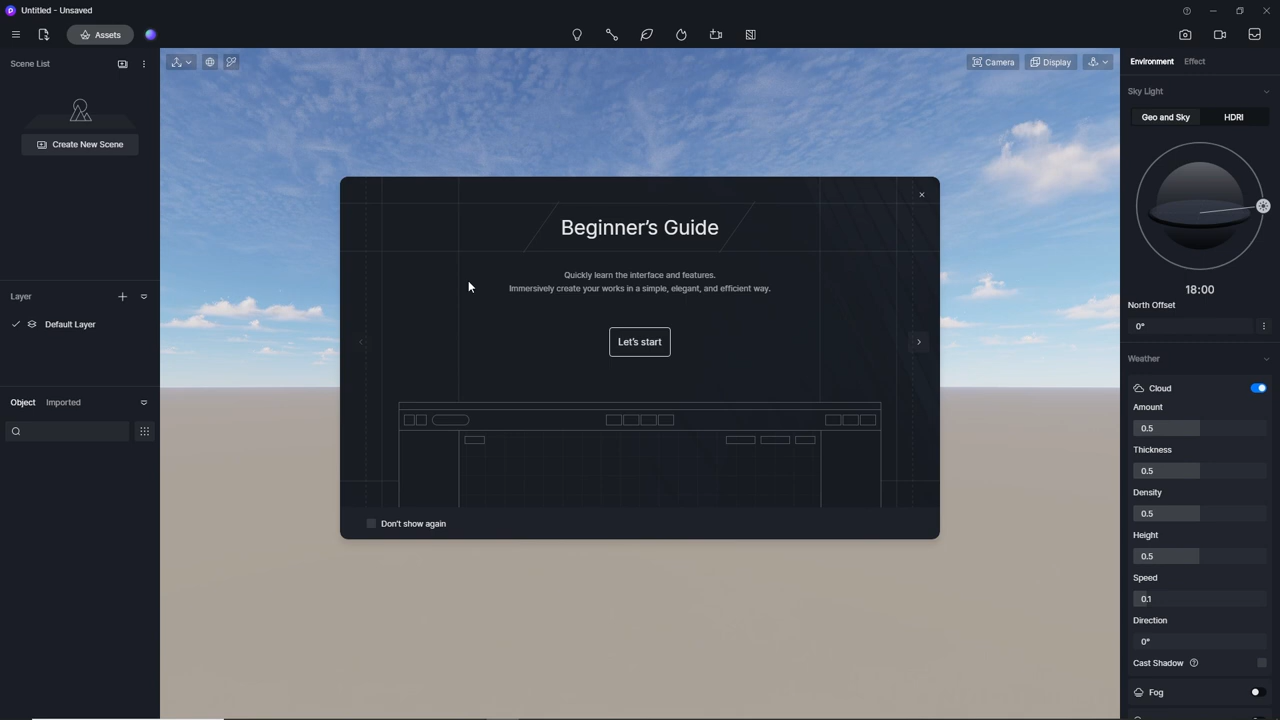 Untitled - Unsaved
Assets
Scene List
Create New Scene
Layer
Default Layer
Object
Imported
Camera
Display
Beginner's Guide
Quickly learn the interface and features.
Immersively create your works in a simple, elegant, and efficient way.
Let's start
Don't show again
Environment
Effect
Sky Light
Geo and Sky
HDRI
18:00
North Offset
0°
Weather
Cloud
Amount
0.5
Thickness
0.5
Density
0.5
Height
0.5
Speed
0.1
Direction
0°
Cast Shadow
Fog